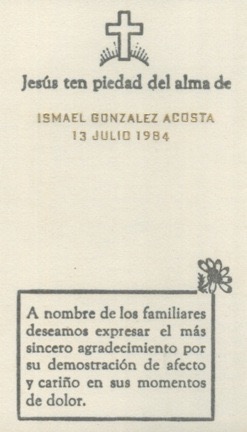 Jesús ten piedad del alma de
ISMAEL GONZALEZ ACOSTA
13 JULIO 1984
A nombre de los familiares
deseamos expresar el más
sincero agradecimiento por
su demostración de afecto
y cariño en sus momentos
de dolor.